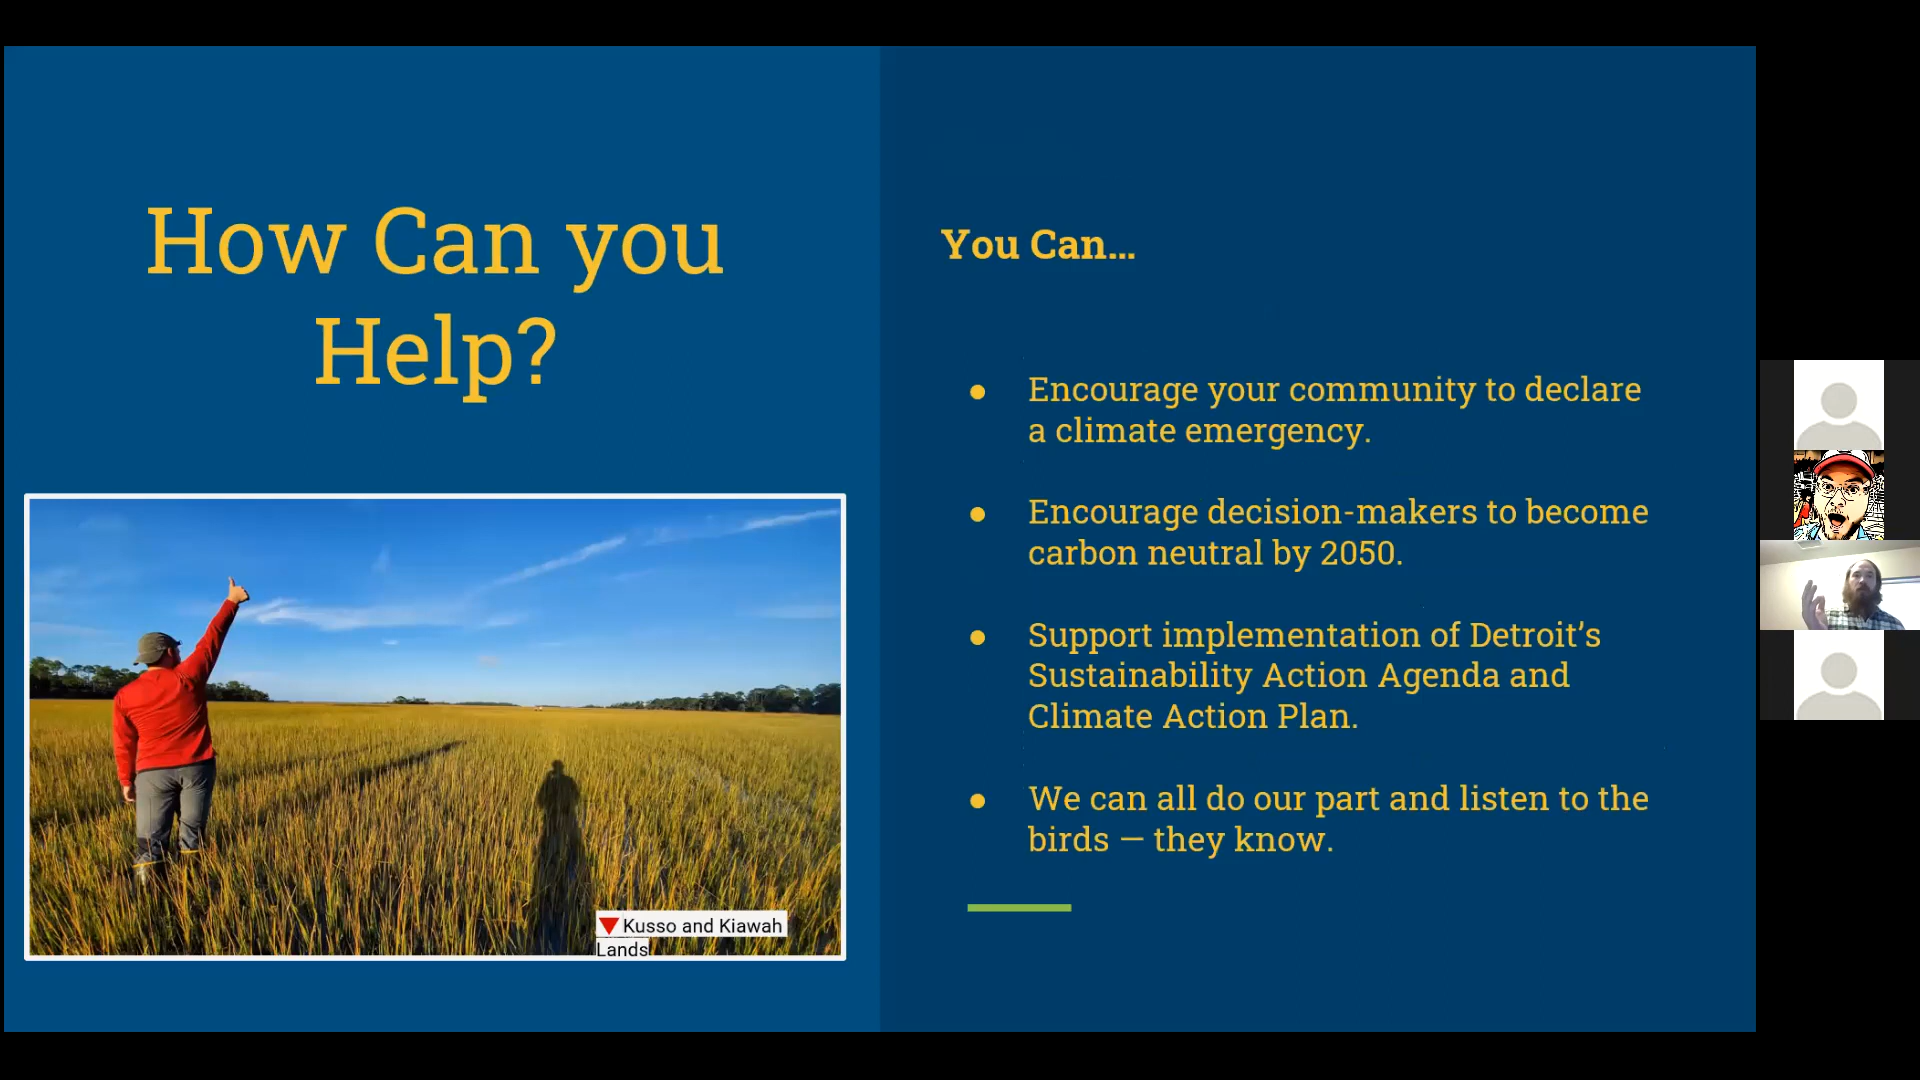 How Can you
Help?
Kusso and Kiawah
Lands
You Can...
● Encourage your community to declare
a climate emergency.
● Encourage decision-makers to become
carbon neutral by 2050.
● Support implementation of Detroit’s
Sustainability Action Agenda and
Climate Action Plan.
● We can all do our part and listen to the
birds — they know.